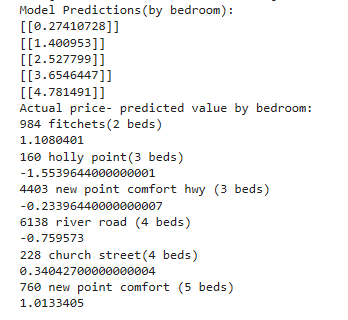 Model Predictions(by bedroom):
[[0.27410728]]
[[1.400953]]
[[2.527799]]
[[3.6546447]]
[[4.781491]]
Actual price- predicted value by bedroom:
984 fitchets(2 beds)
1.1080401
160 holly point(3 beds)
-1.5539644000000001
4403 new point comfort hwy (3 beds)
-0.23396440000000007
6138 river road (4 beds)
-0.759573
228 church street(4 beds)
0.34042700000000004
760 new point comfort (5 beds)
1.0133405